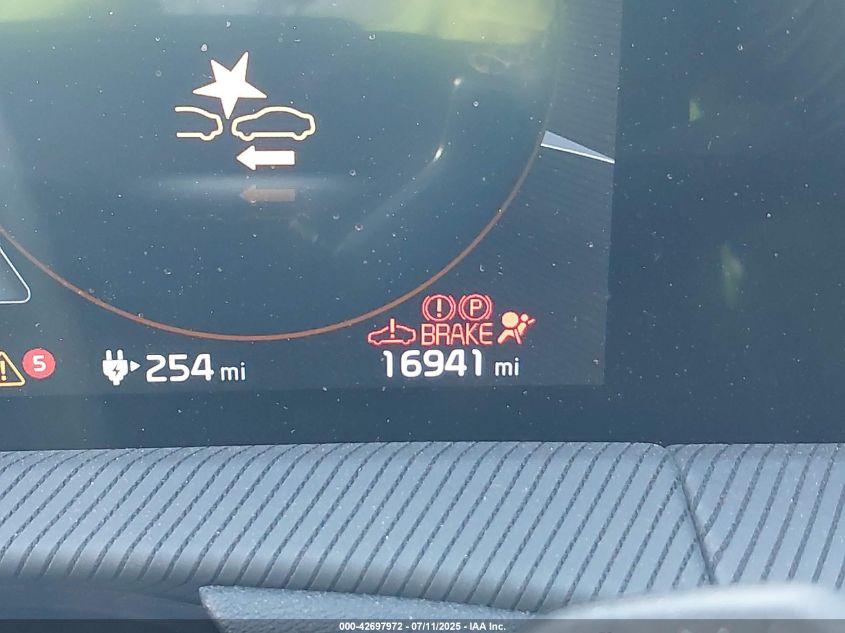 P
BRAKE
5
254 mi
16941 mi
000-42697972 - 07/11/2025 - IAA Inc.